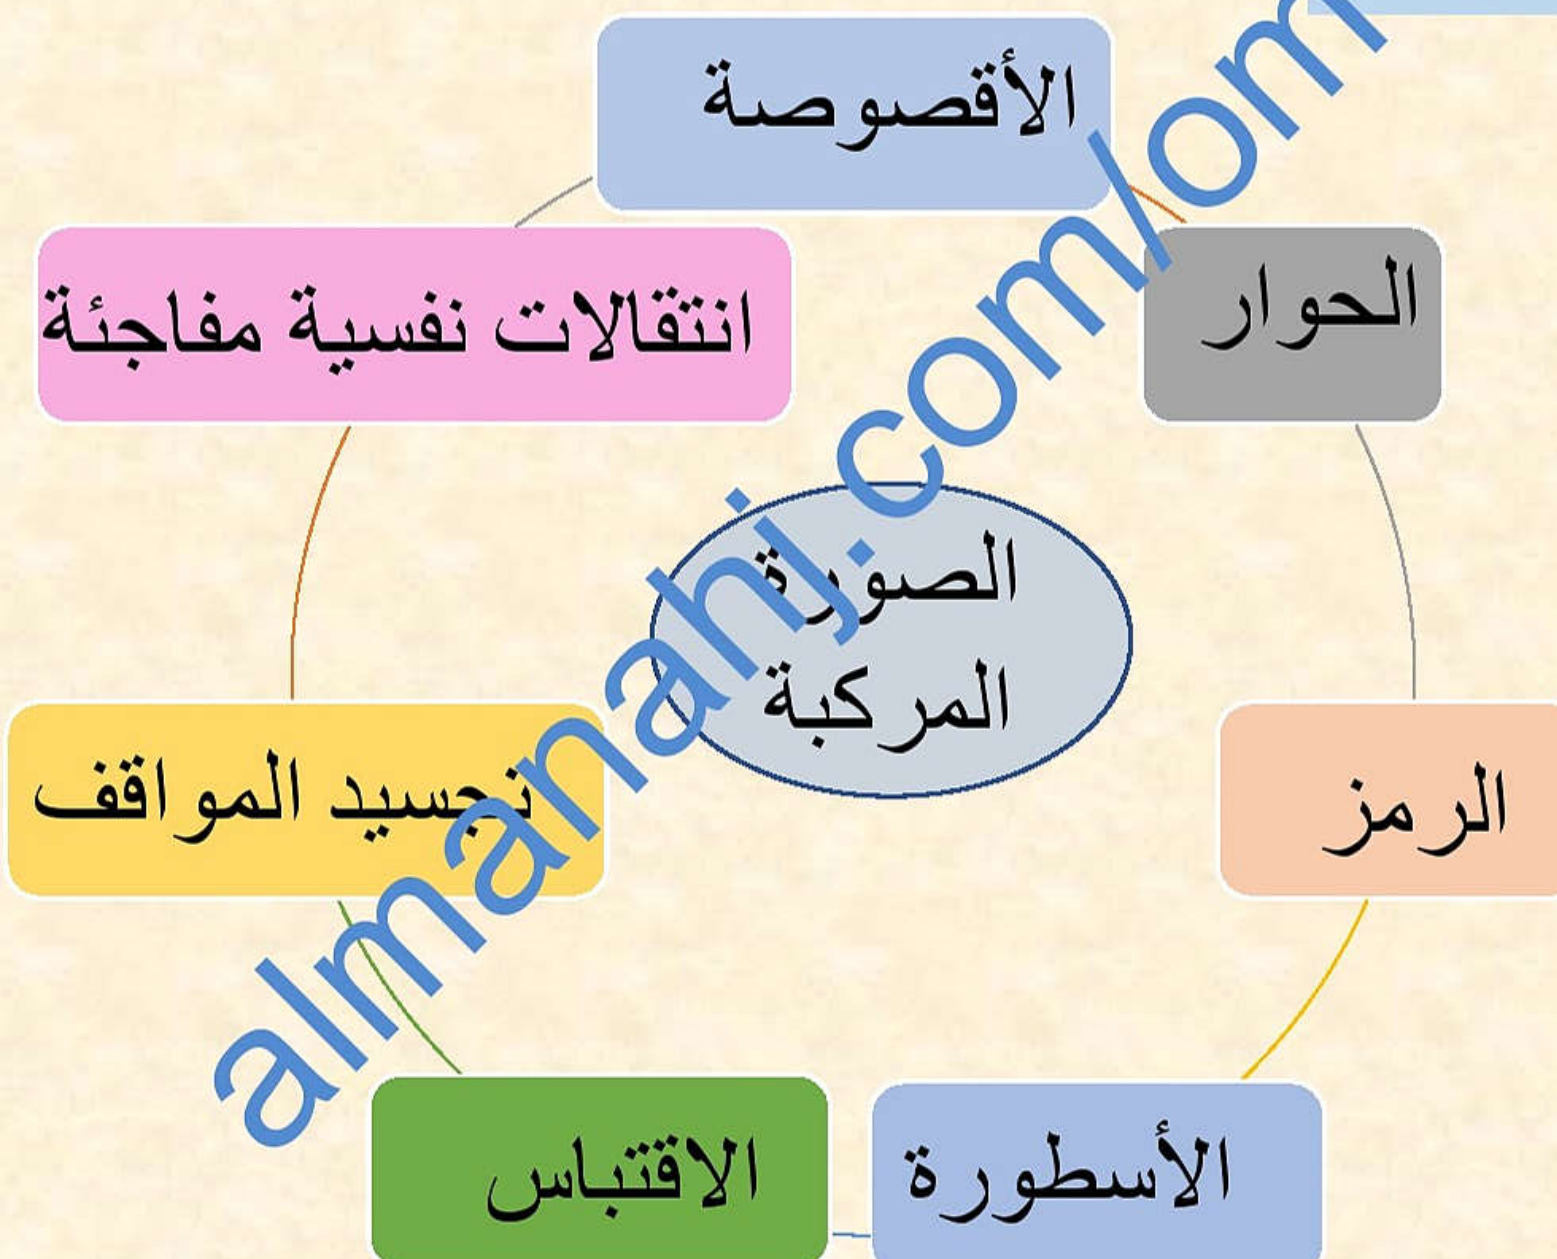 الأقصوصة
الحوار
انتقالات نفسية مفاجئة
الصورة
المركبة
الرمز
تجسيد المواقف
الأسطورة
الاقتباس
almanahj.com/om